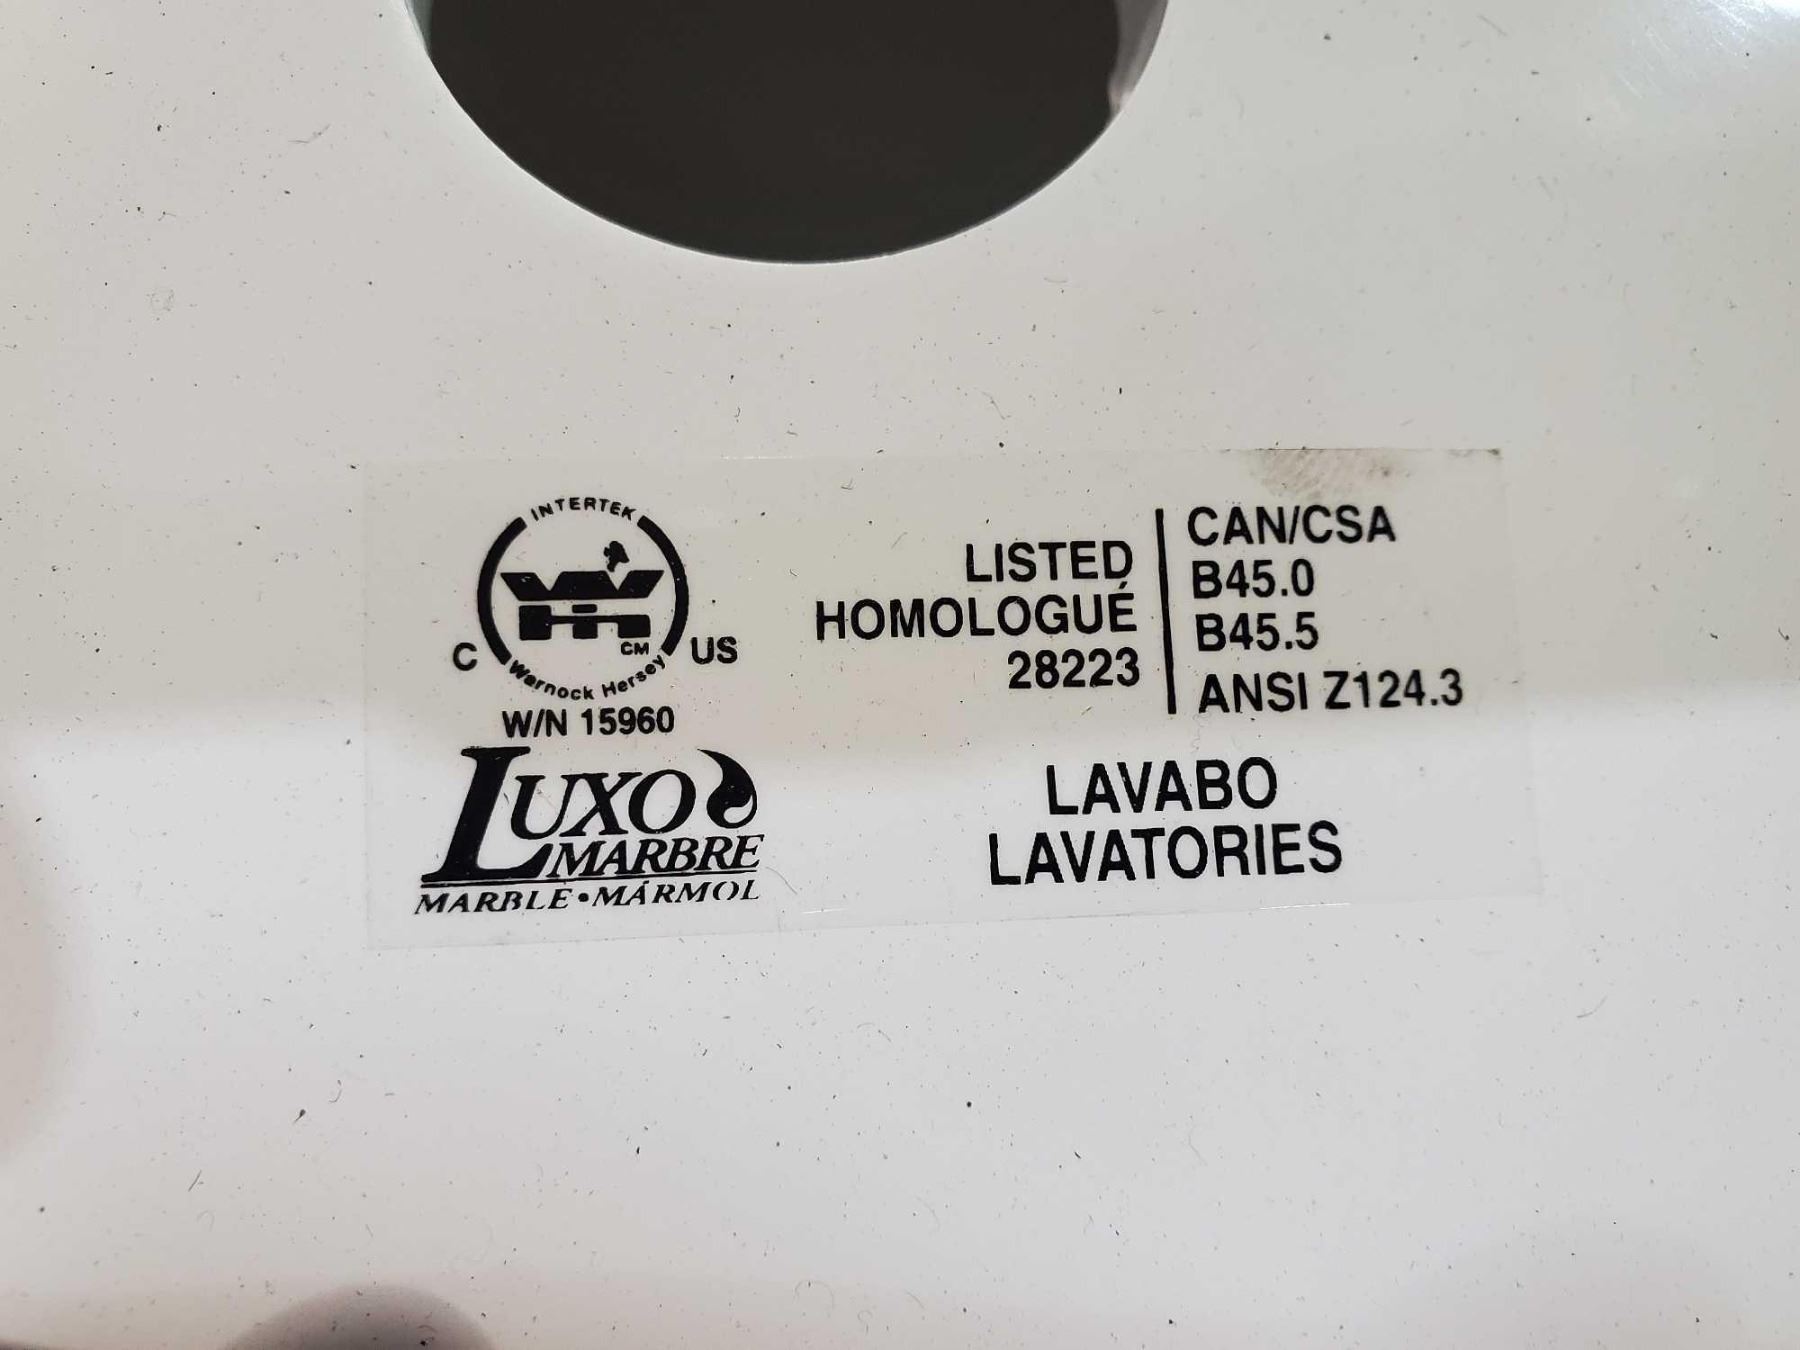 INTERTEK
C
US
CM
Warnock Hersey
W/N 15960
LISTED
HOMOLOGUÉ
28223
CAN/CSA
B45.0
B45.5
ANSI Z124.3
LUXO
MARBRE
MARBLE•MÁRMOL
LAVABO
LAVATORIES